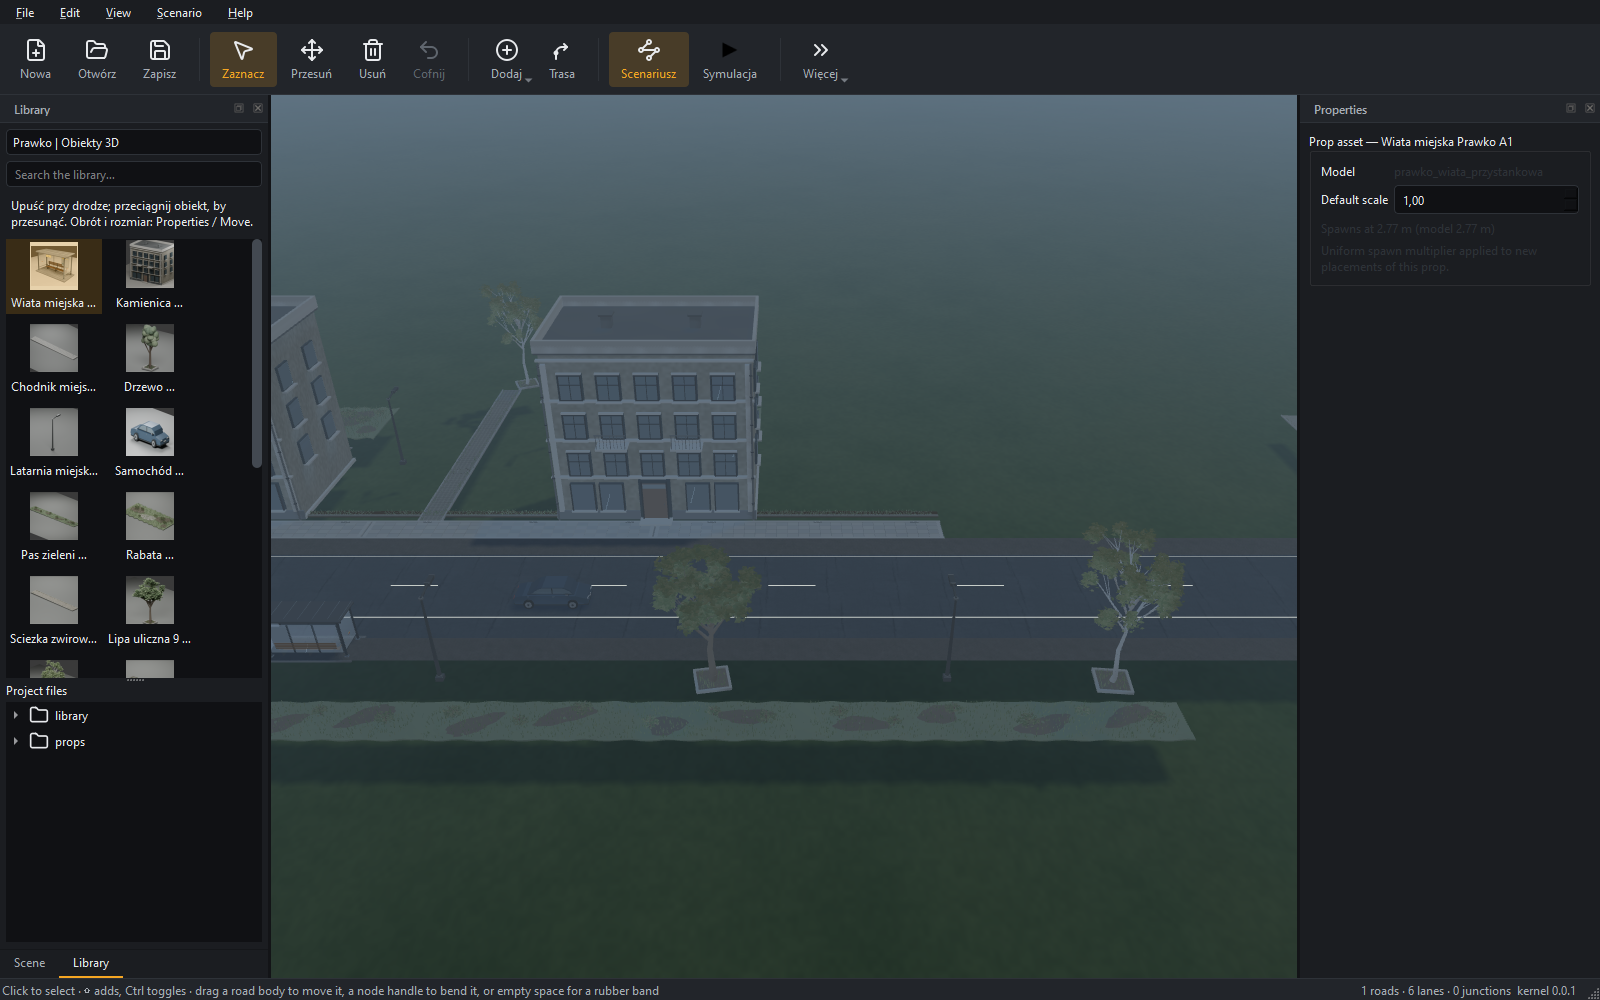 File Edit View Scenario Help
Nowa Otwórz Zapisz Zaznacz Przesuń Usuń Cofnij Dodaj Trasa Scenariusz Symulacja Więcej
Library
Prawko | Obiekty 3D
Search the library...
Upuść przy drodze; przeciągnij obiekt, by
przesunąć. Obrót i rozmiar: Properties / Move.
Wiata miejska ... Kamienica ...
Chodnik miejs... Drzewo ...
Latarnia miejsk... Samochód ...
Pas zieleni ... Rabata ...
Sciezka zwirow... Lipa uliczna 9 ...
Project files
library
props
Scene Library
Properties
Prop asset — Wiata miejska Prawko A1
Model prawko_wiata_przystankowa
Default scale 1,00
Spawns at 2.77 m (model 2.77 m)
Uniform spawn multiplier applied to new
placements of this prop.
Click to select · ⇧ adds, Ctrl toggles · drag a road body to move it, a node handle to bend it, or empty space for a rubber band
1 roads · 6 lanes · 0 junctions kernel 0.0.1